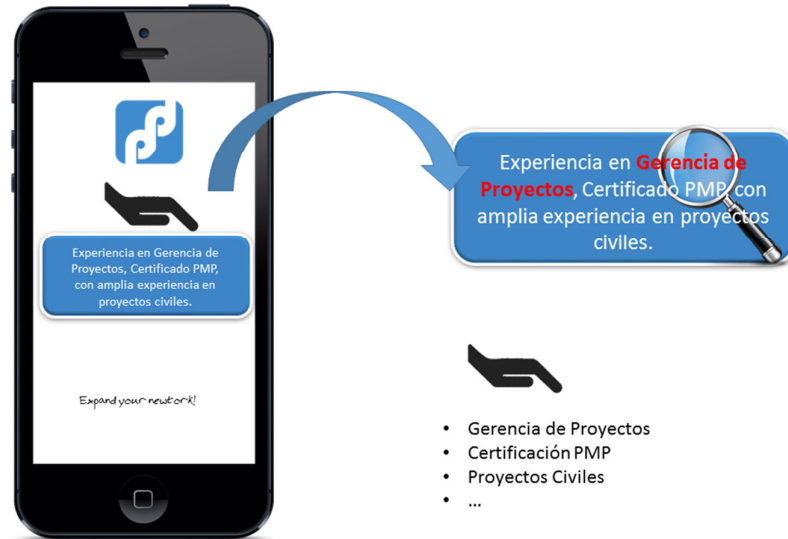 Experiencia en Gerencia de
Proyectos, Certificado PMP,
con amplia experiencia en
proyectos civiles.
Expand your newtork!
Experiencia en Gerencia de
Proyectos, Certificado PMP, con
amplia experiencia en proyectos
civiles.
• Gerencia de Proyectos
• Certificación PMP
• Proyectos Civiles
• ...